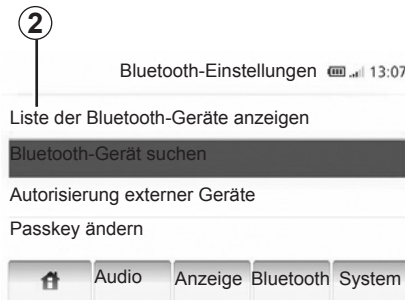 2
Bluetooth-Einstellungen 13:07
Liste der Bluetooth-Geräte anzeigen
Bluetooth-Gerät suchen
Autorisierung externer Geräte
Passkey ändern
Audio Anzeige Bluetooth System